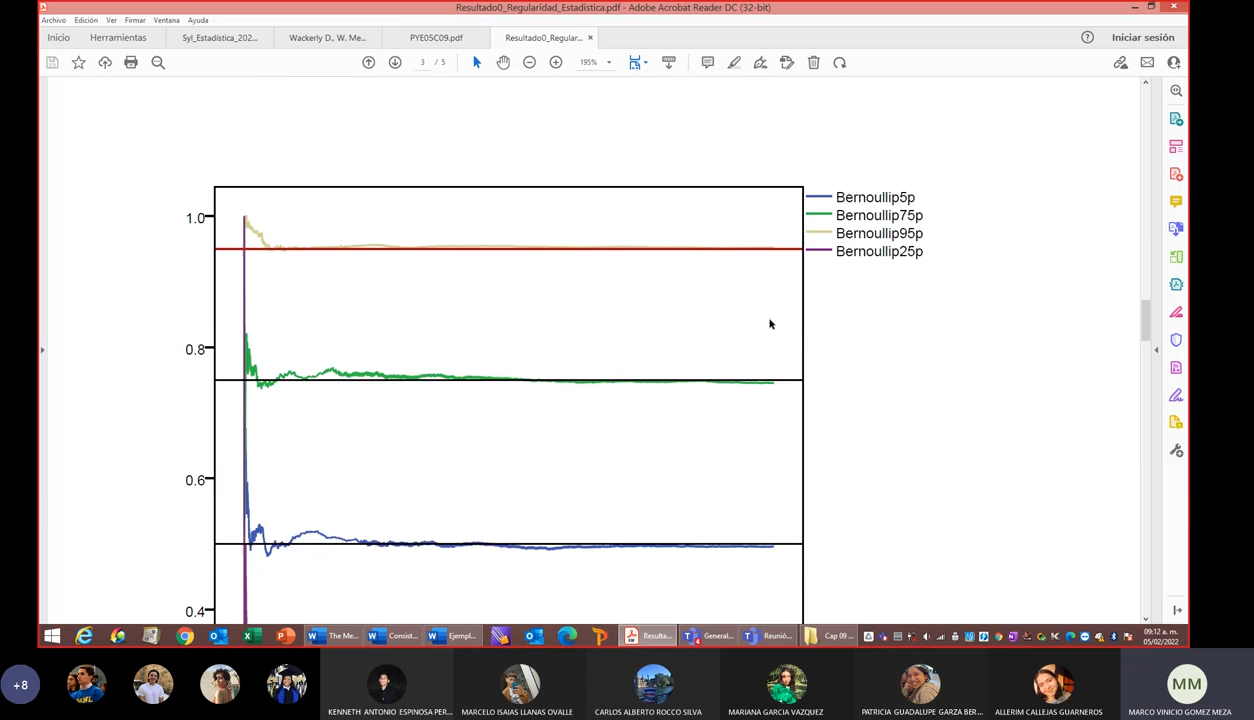 Resultado0_Regularidad_Estadistica.pdf - Adobe Acrobat Reader DC (32-bit)
Archivo Edición Ver Firmar Ventana Ayuda
Inicio Herramientas Syl_Estadística_202... Wackerly D., W. Me... PYE05C09.pdf Resultado0_Regular... × Iniciar sesión
3 / 5 195%
Bernoullip5p
Bernoullip75p
Bernoullip95p
Bernoullip25p
1.0
0.8
0.6
0.4
The Me... Consist... Ejempl... Resulta... General... Reunió... Cap 09 ... 09:12 a. m.
05/02/2022
+8 KENNETH ANTONIO ESPINOSA PER... MARCELO ISAIAS LLANAS OVALLE CARLOS ALBERTO ROCCO SILVA MARIANA GARCIA VAZQUEZ PATRICIA GUADALUPE GARZA BER... ALLERIM CALLEJAS GUARNEROS MM MARCO VINICIO GOMEZ MEZA